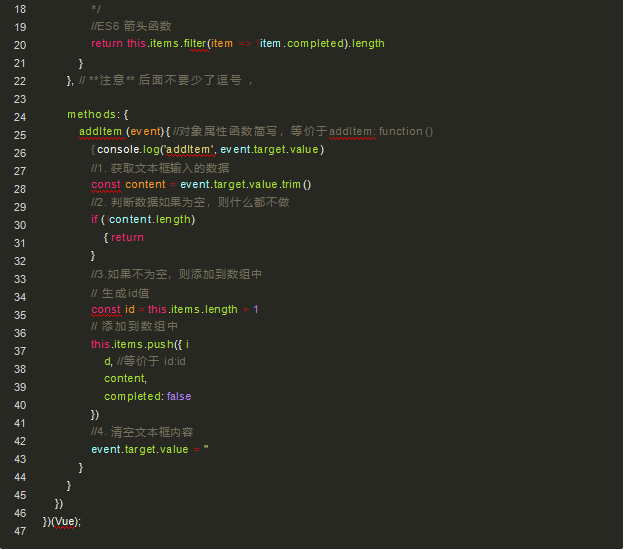 18 */
19 //ES6 箭头函数
20 return this.items.filter(item => !item.completed).length
21 }
22 }, // **注意** 后面不要少了逗号 ，
23
24 methods: {
25 addItem (event) { //对象属性函数简写，等价于addItem: function ()
26 { console.log('addItem', event.target.value)
27 //1. 获取文本框输入的数据
28 const content = event.target.value.trim()
29 //2. 判断数据如果为空，则什么都不做
30 if (!content.length)
31 { return
32 }
33 //3.如果不为空，则添加到数组中
34 // 生成id值
35 const id = this.items.length + 1
36 // 添加到数组中
37 this.items.push({ i
38 d, //等价于 id:id
39 content,
40 completed: false
41 })
42 //4. 清空文本框内容
43 event.target.value = ''
44 }
45 }
46 })
47 })(Vue);